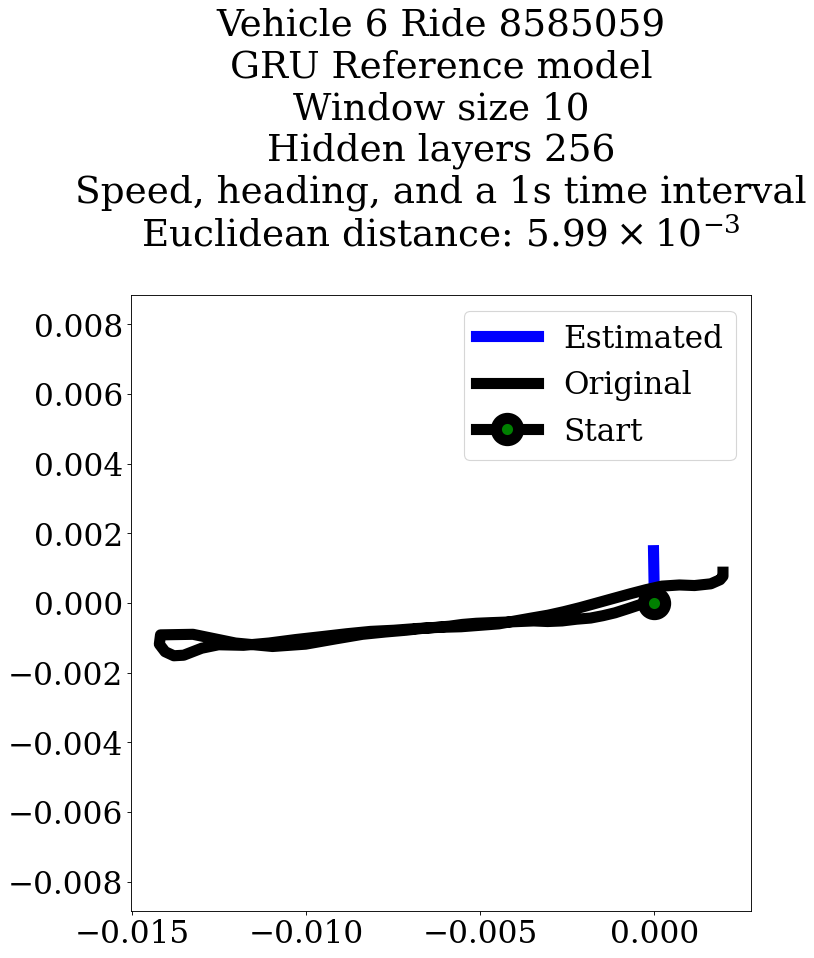 Vehicle 6 Ride 8585059
GRU Reference model
Window size 10
Hidden layers 256
Speed, heading, and a 1s time interval
Euclidean distance: 5.99 × 10⁻³
Estimated
Original
Start
0.008
0.006
0.004
0.002
0.000
−0.002
−0.004
−0.006
−0.008
−0.015 −0.010 −0.005 0.000